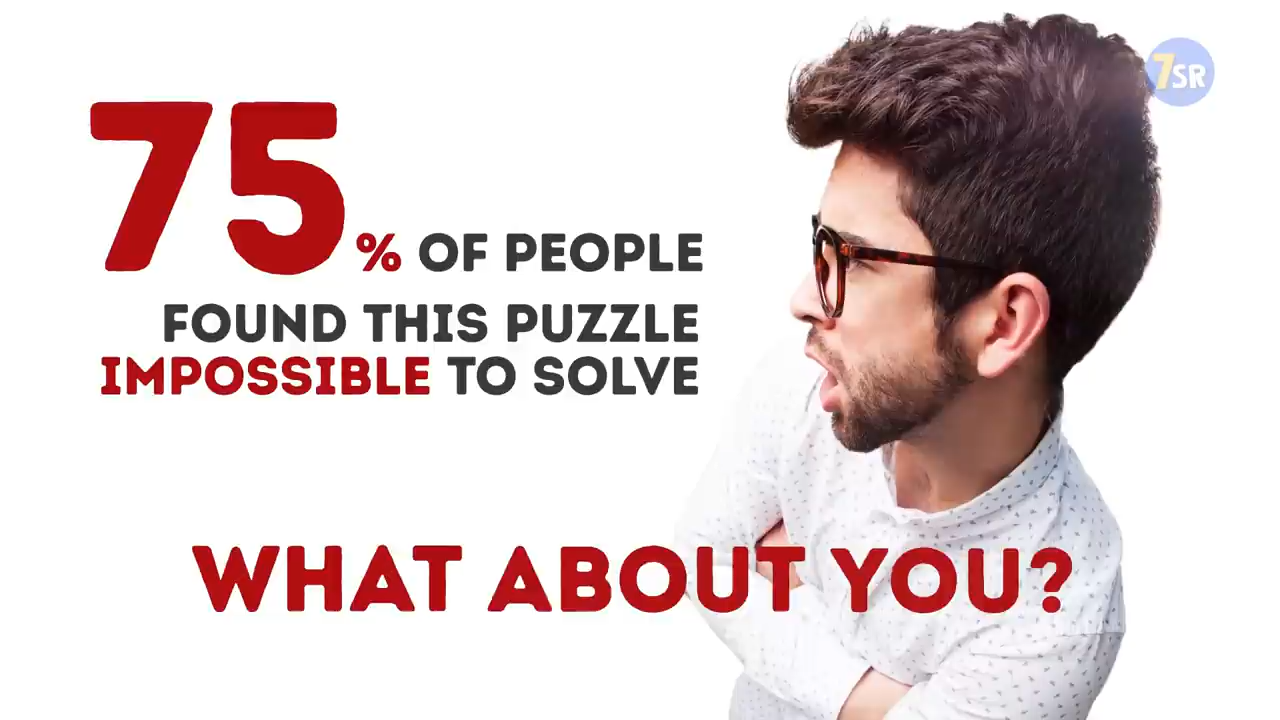 7SR
75% OF PEOPLE
FOUND THIS PUZZLE
IMPOSSIBLE TO SOLVE
WHAT ABOUT YOU?